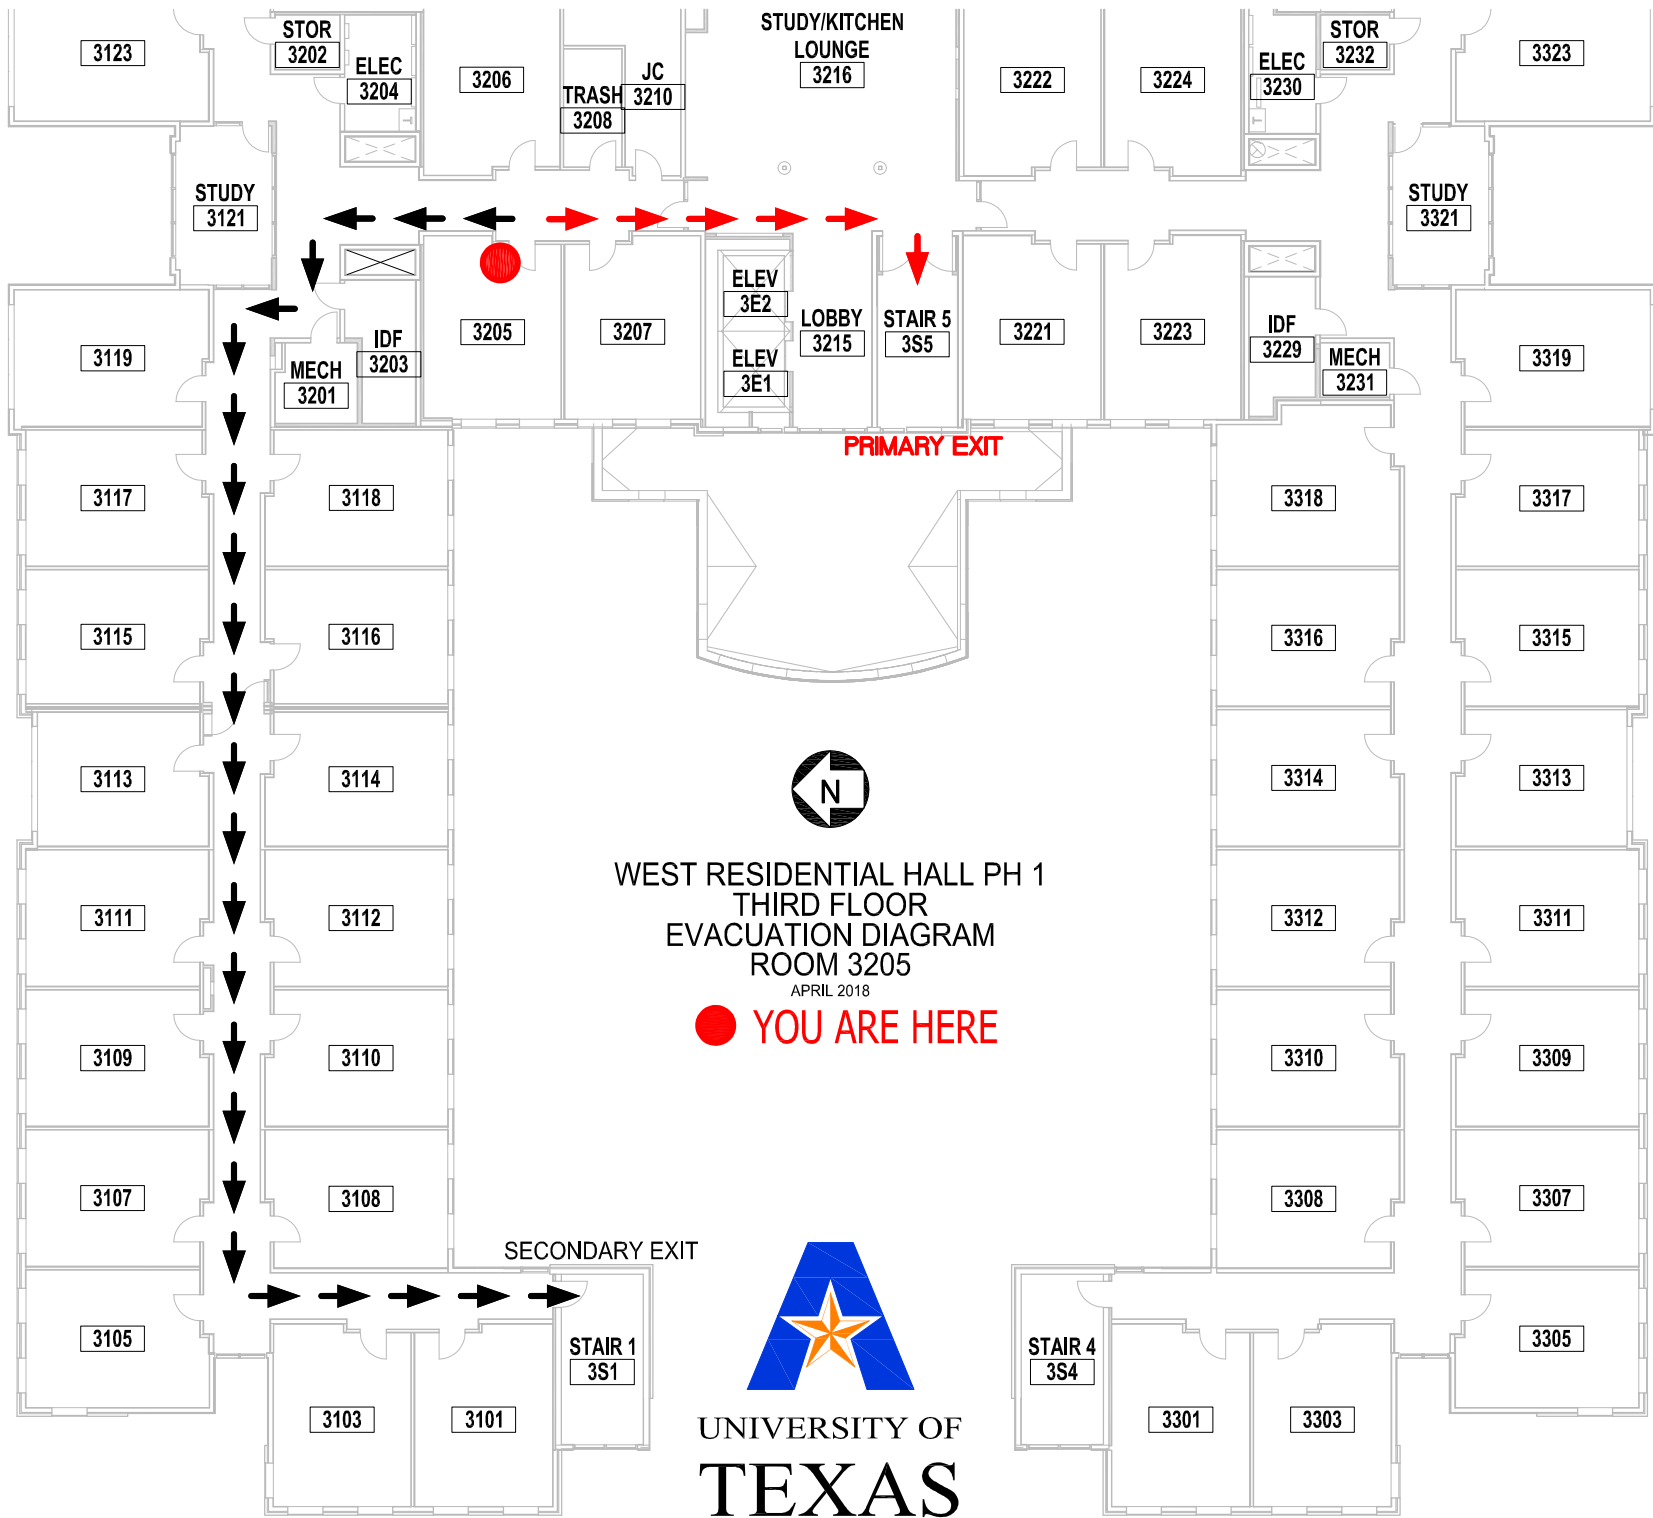 STUDY/KITCHEN
LOUNGE
3216
STOR
3202
STOR
3232
3123
ELEC
3204
3206
JC
3210
TRASH
3208
3222
3224
ELEC
3230
3323
STUDY
3121
STUDY
3321
ELEV
3E2
ELEV
3E1
LOBBY
3215
STAIR 5
3S5
3205
3207
3221
3223
IDF
3203
MECH
3201
IDF
3229
MECH
3231
3119
3319
PRIMARY EXIT
3117
3118
3318
3317
3115
3116
3316
3315
3113
3114
3314
3313
N
WEST RESIDENTIAL HALL PH 1
THIRD FLOOR
EVACUATION DIAGRAM
ROOM 3205
APRIL 2018
YOU ARE HERE
3111
3112
3312
3311
3109
3110
3310
3309
3107
3108
3308
3307
SECONDARY EXIT
3105
STAIR 1
3S1
STAIR 4
3S4
3305
3103
3101
3301
3303
UNIVERSITY OF
TEXAS